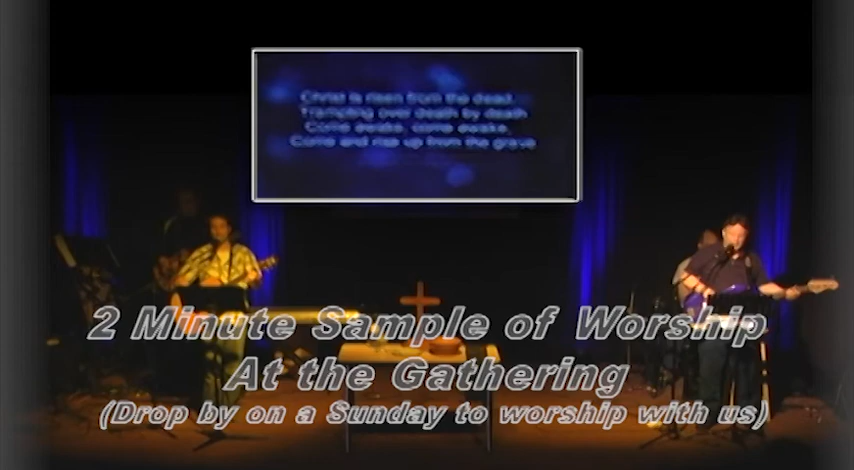 Christ is risen from the dead,
Trampling over death by death
Come awake, come awake,
Come and rise up from the grave
2 Minute Sample of Worship
At the Gathering
(Drop by on a Sunday to worship with us)